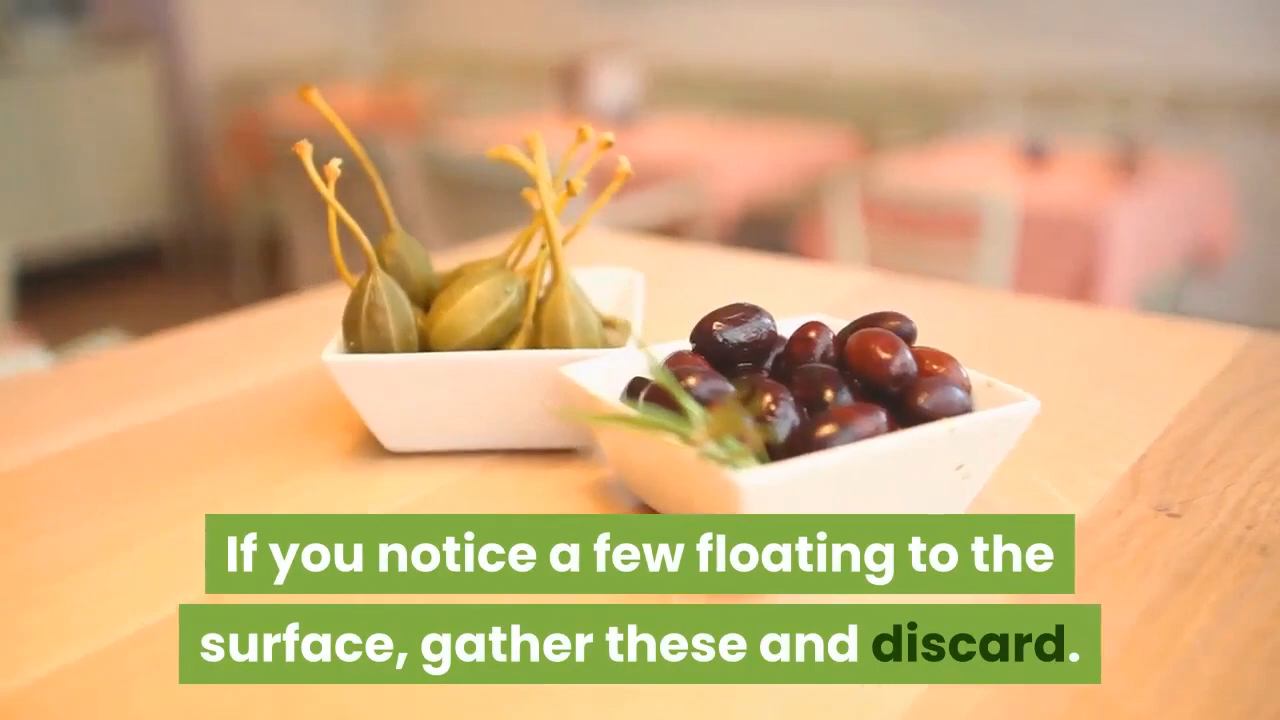 If you notice a few floating to the
surface, gather these and discard.